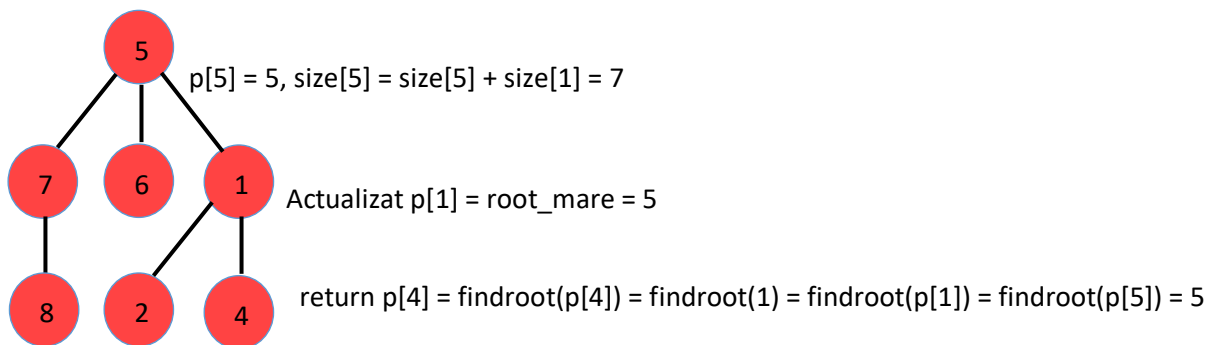 5
p[5] = 5, size[5] = size[5] + size[1] = 7
7 6 1
Actualizat p[1] = root_mare = 5
8 2 4
return p[4] = findroot(p[4]) = findroot(1) = findroot(p[1]) = findroot(p[5]) = 5